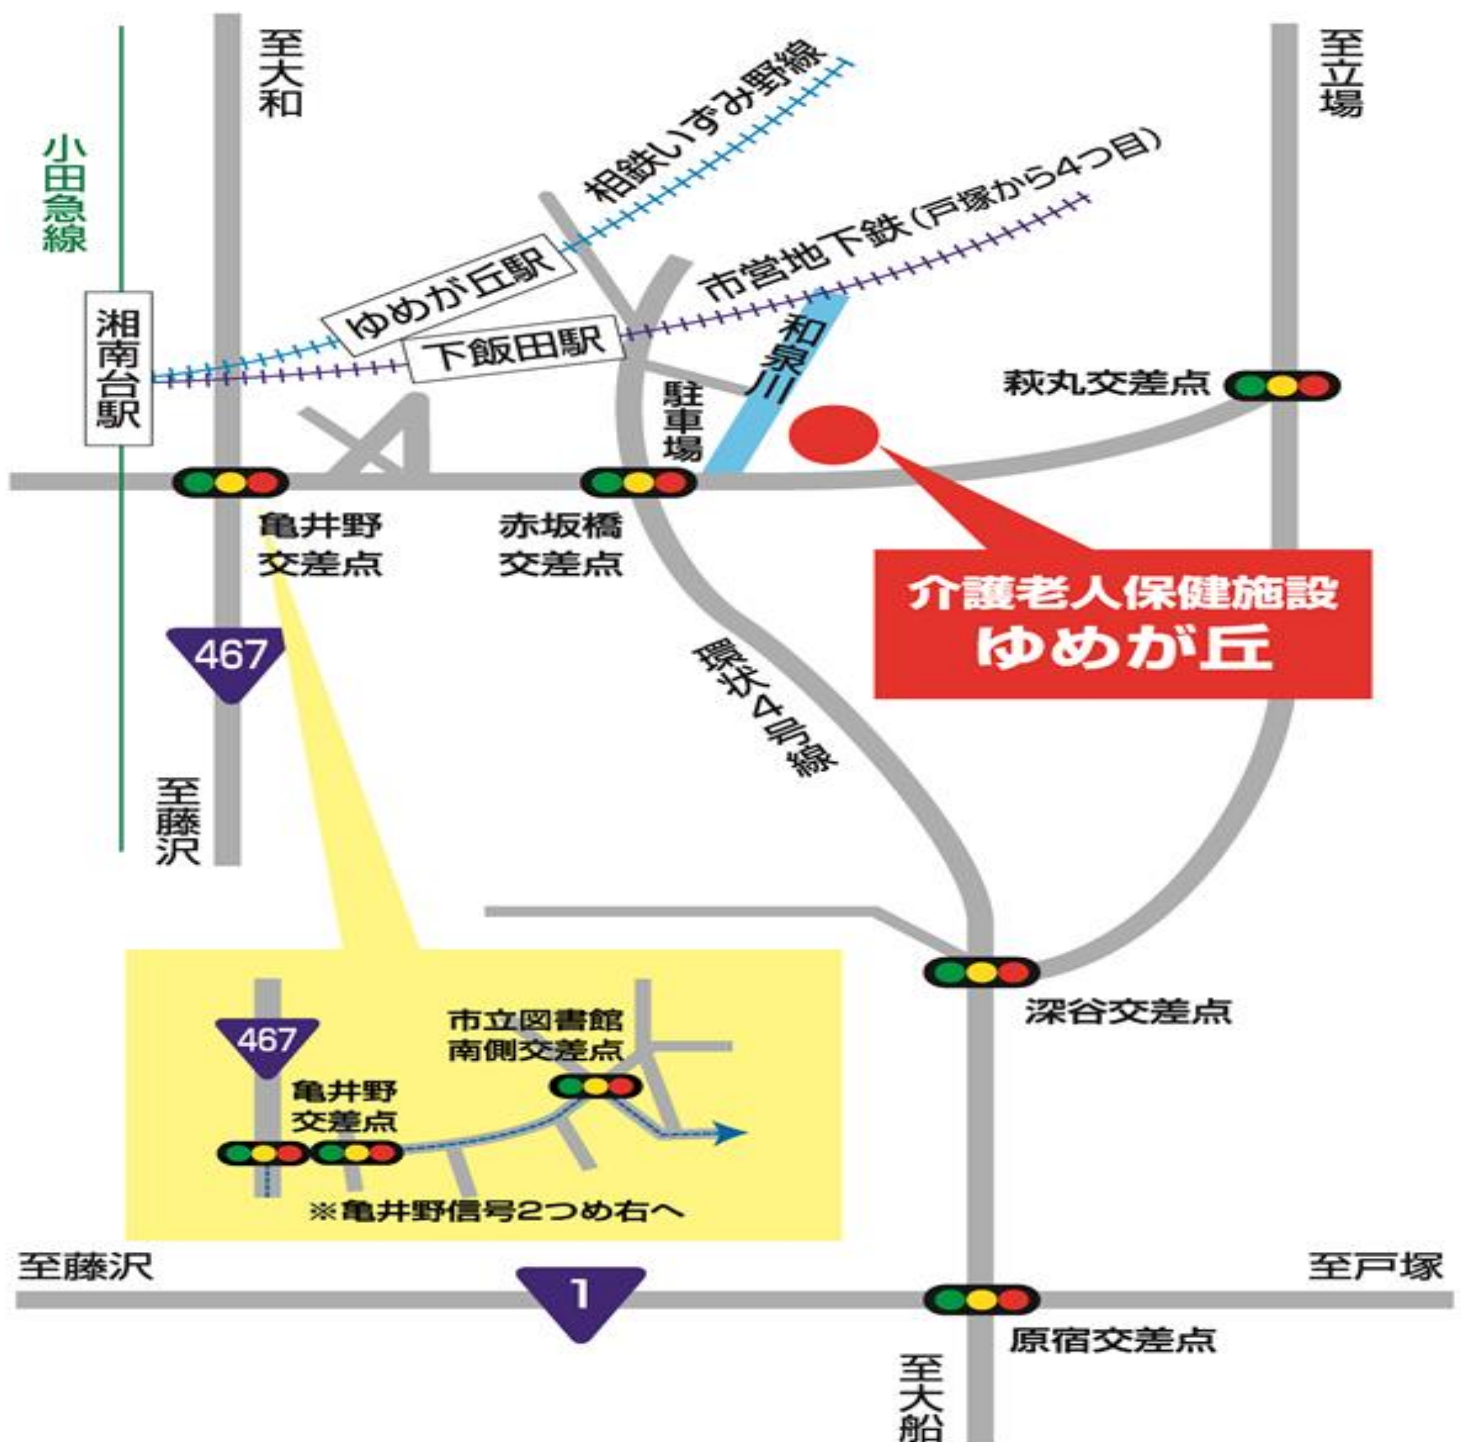 至大和
至立場
小田急線
相鉄いずみ野線
市営地下鉄(戸塚から4つ目)
ゆめが丘駅
下飯田駅
湘南台駅
和泉川
駐車場
萩丸交差点
亀井野
交差点
赤坂橋
交差点
介護老人保健施設
ゆめが丘
467
環状4号線
至藤沢
深谷交差点
467
市立図書館
南側交差点
亀井野
交差点
※亀井野信号2つめ右へ
至藤沢
1
至戸塚
原宿交差点
至大船